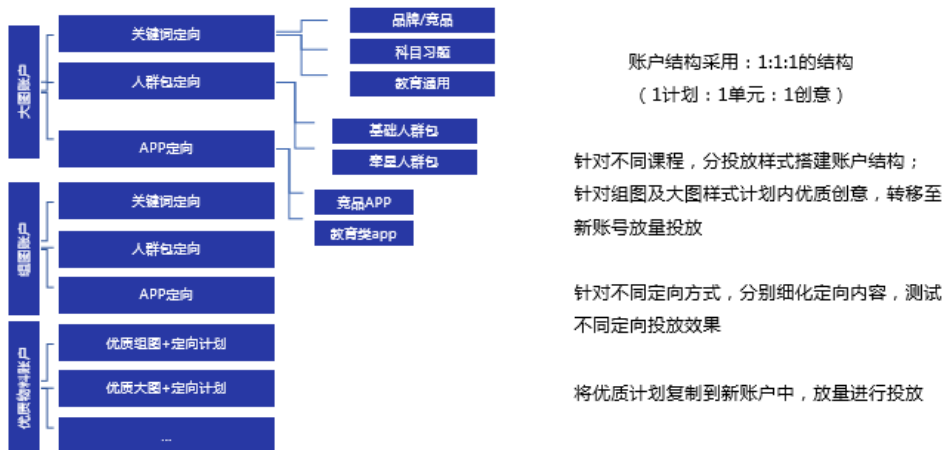 大图账户
关键词定向
人群包定向
APP定向
品牌/竞品
科目习题
教育通用
基础人群包
牵星人群包
竞品APP
教育类app
组图账户
关键词定向
人群包定向
APP定向
优质物料账户
优质组图+定向计划
优质大图+定向计划
...
账户结构采用：1:1:1的结构
（1计划：1单元：1创意）
针对不同课程，分投放样式搭建账户结构；
针对组图及大图样式计划内优质创意，转移至
新账号放量投放
针对不同定向方式，分别细化定向内容，测试
不同定向投放效果
将优质计划复制到新账户中，放量进行投放